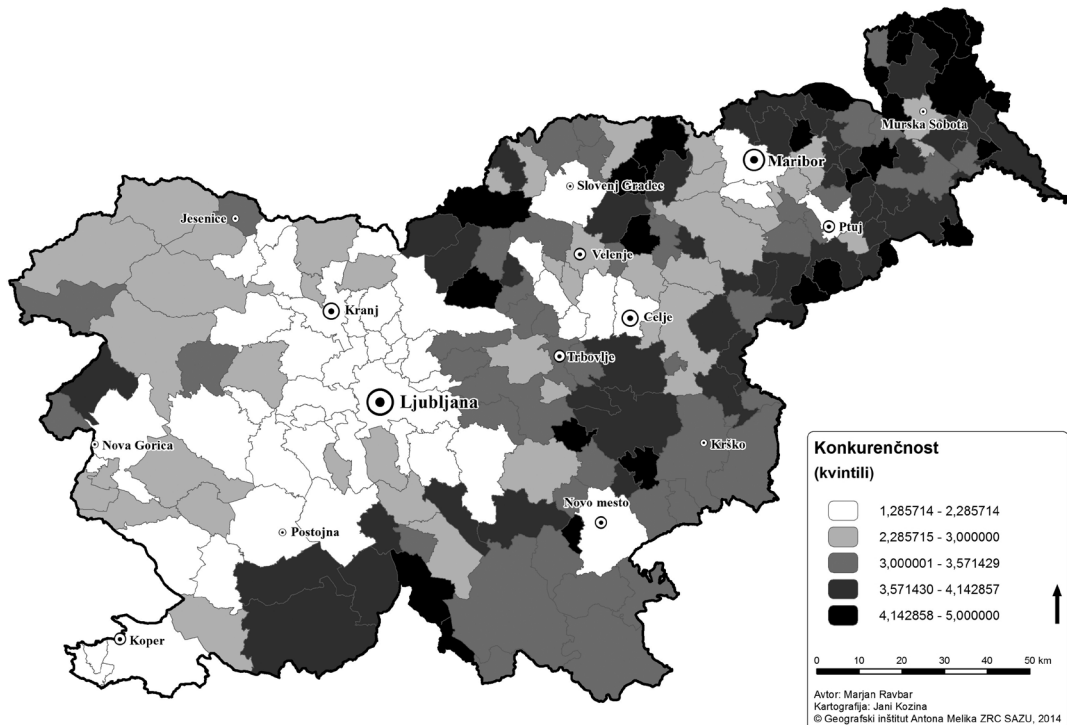 Murska Sobota
Maribor
Slovenj Gradec
Jesenice
Ptuj
Velenje
Kranj
Celje
Trbovlje
Ljubljana
Nova Gorica
Krško
Novo mesto
Postojna
Koper
Konkurenčnost
(kvintili)
1,285714 - 2,285714
2,285715 - 3,000000
3,000001 - 3,571429
3,571430 - 4,142857
4,142858 - 5,000000
0 10 20 30 40 50 km
Avtor: Marjan Ravbar
Kartografija: Jani Kozina
© Geografski inštitut Antona Melika ZRC SAZU, 2014